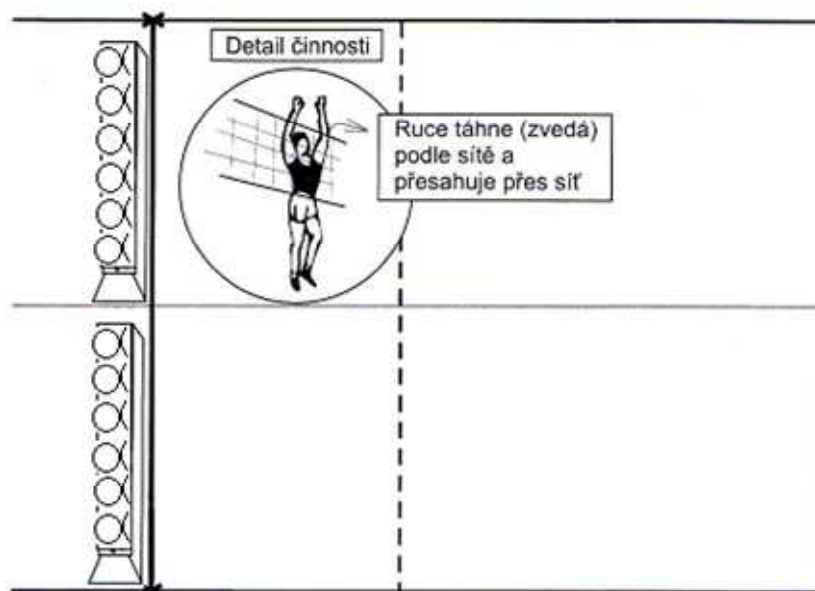 Detail činnosti
Ruce táhne (zvedá)
podle sítě a
přesahuje přes síť